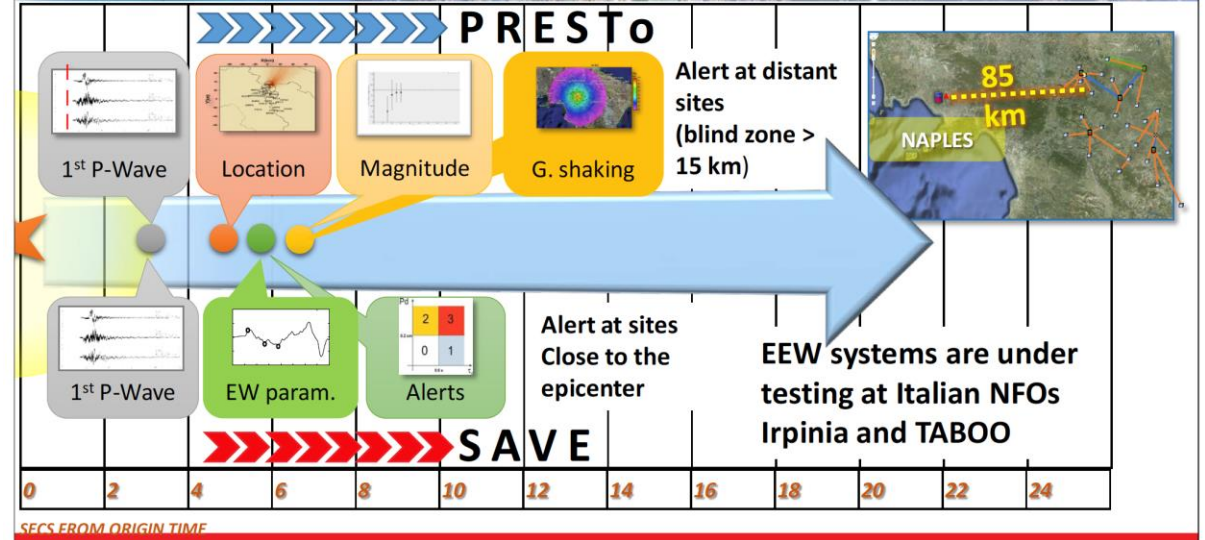 PRESTo
1st P-Wave
Location
Magnitude
G. shaking
Alert at distant
sites
(blind zone >
15 km)
85
km
NAPLES
1st P-Wave
EW param.
Pd
2 3
0 1
Alerts
Alert at sites
Close to the
epicenter
EEW systems are under
testing at Italian NFOs
Irpinia and TABOO
SAVE
0 2 4 6 8 10 12 14 16 18 20 22 24
SECS FROM ORIGIN TIME